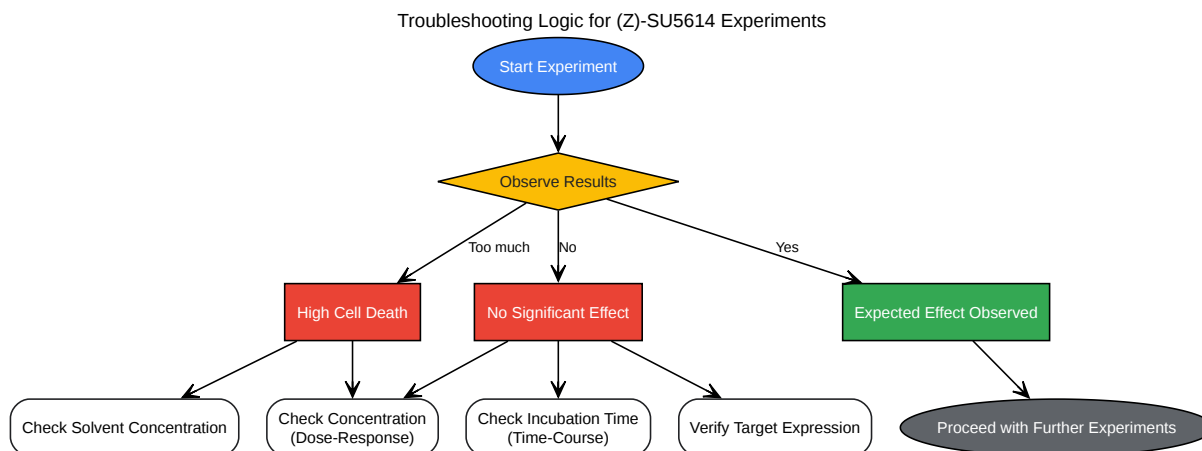 Troubleshooting Logic for (Z)-SU5614 Experiments
Start Experiment
Observe Results
Too much
No
Yes
High Cell Death
No Significant Effect
Expected Effect Observed
Check Solvent Concentration
Check Concentration
(Dose-Response)
Check Incubation Time
(Time-Course)
Verify Target Expression
Proceed with Further Experiments